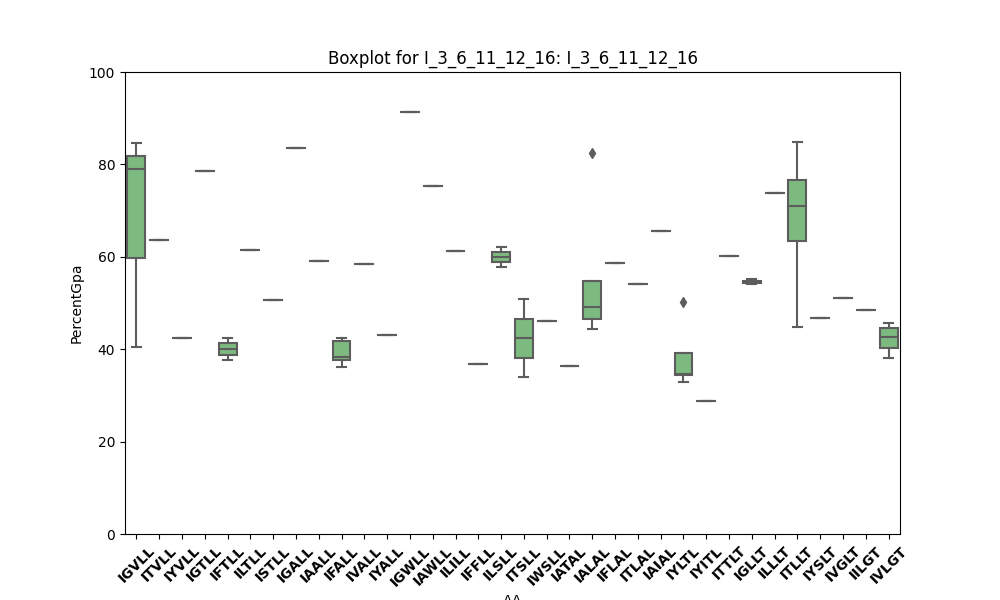 Boxplot for I_3_6_11_12_16: I_3_6_11_12_16
100
80
60
40
20
0
PercentGpa
IGVLL ITVLL IYVLL IGTLL IFTLL ILTLL ISTLL IGALL IAALL IFALL IVALL IYALL IGWLL IAWLL ILILL IFFLL ILSLL ITSLL IWSLL IATAL IALAL IFLAL ITLAL IAIAL IYLTL IYITL ITTLT IGLLT ILLLT ITLLT IYSLT IVGLT IILGT IVLGT
AA